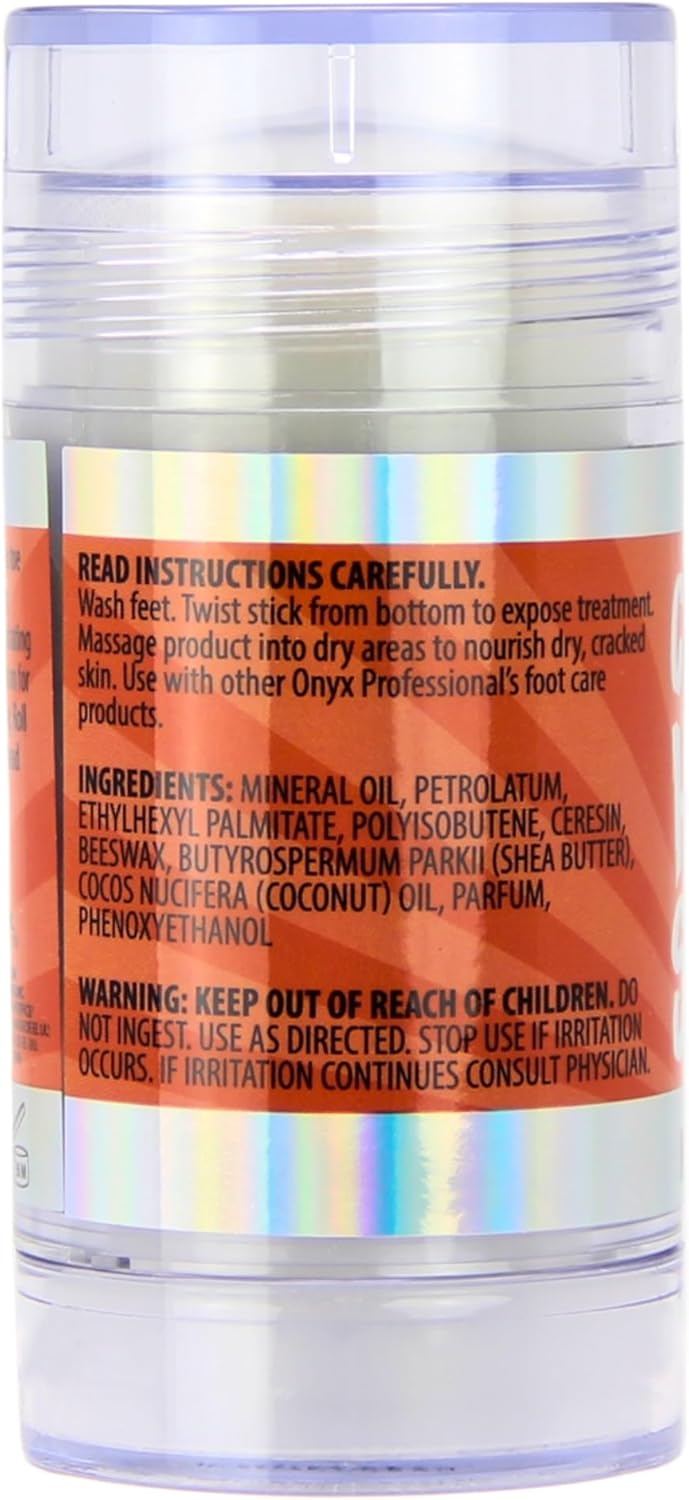 READ INSTRUCTIONS CAREFULLY.
Wash feet. Twist stick from bottom to expose treatment.
Massage product into dry areas to nourish dry, cracked
skin. Use with other Onyx Professional's foot care
products.
INGREDIENTS: MINERAL OIL, PETROLATUM,
ETHYLHEXYL PALMITATE, POLYISOBUTENE, CERESIN,
BEESWAX, BUTYROSPERMUM PARKII (SHEA BUTTER),
COCOS NUCIFERA (COCONUT) OIL, PARFUM,
PHENOXYETHANOL
WARNING: KEEP OUT OF REACH OF CHILDREN. DO
NOT INGEST. USE AS DIRECTED. STOP USE IF IRRITATION
OCCURS. IF IRRITATION CONTINUES CONSULT PHYSICIAN.